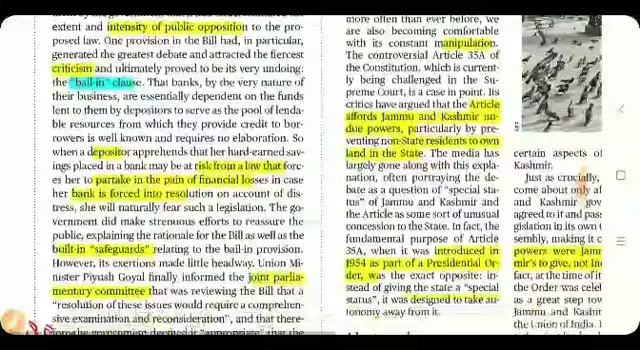 extent and intensity of public opposition to the pro-
posed law. One provision in the Bill had, in particular,
generated the greatest debate and attracted the fiercest
criticism and ultimately proved to be its very undoing:
the "bail-in" clause. That banks, by the very nature of
their business, are essentially dependent on the funds
lent to them by depositors to serve as the pool of lenda-
ble resources from which they provide credit to bor-
rowers is well known and requires no elaboration. So
when a depositor apprehends that her hard-earned sav-
ings placed in a bank may be at risk from a law that forc-
es her to partake in the pain of financial losses in case
her bank is forced into resolution on account of dis-
tress, she will naturally fear such a legislation. The go-
vernment did make strenuous efforts to reassure the
public, explaining the rationale for the Bill as well as the
built-in "safeguards" relating to the bail-in provision.
However, its exertions made little headway. Union Mi-
nister Piyush Goyal finally informed the joint parlia-
mentary committee that was reviewing the Bill that a
"resolution of these issues would require a comprehen-
sive examination and reconsideration", and that there-
fore the government deemed it "appropriate" that the
more often than ever before, we
are also becoming comfortable
with its constant manipulation.
The controversial Article 35A of
the Constitution, which is current-
ly being challenged in the Su-
preme Court, is a case in point. Its
critics have argued that the Article
affords Jammu and Kashmir un-
due powers, particularly by pre-
venting non-State residents to own
land in the State. The media has
largely gone along with this expla-
nation, often portraying the de-
bate as a question of "special sta-
tus" of Jammu and Kashmir and
the Article as some sort of unusual
concession to the State. In fact, the
fundamental purpose of Article
35A, when it was introduced in
1954 as part of a Presidential Or-
der, was the exact opposite: in-
stead of giving the state a "special
status", it was designed to take au-
tonomy away from it.
certain aspects of
Kashmir.
Just as crucially,
come about only af
and Kashmir gov
agreed to it and pass
gislation in its own
sembly, making it c
powers were Jamm
mir's to give, not In
fact, at the time of it
the Order was celel
as a great step tov
Jammu and Kashm
the Union of India.